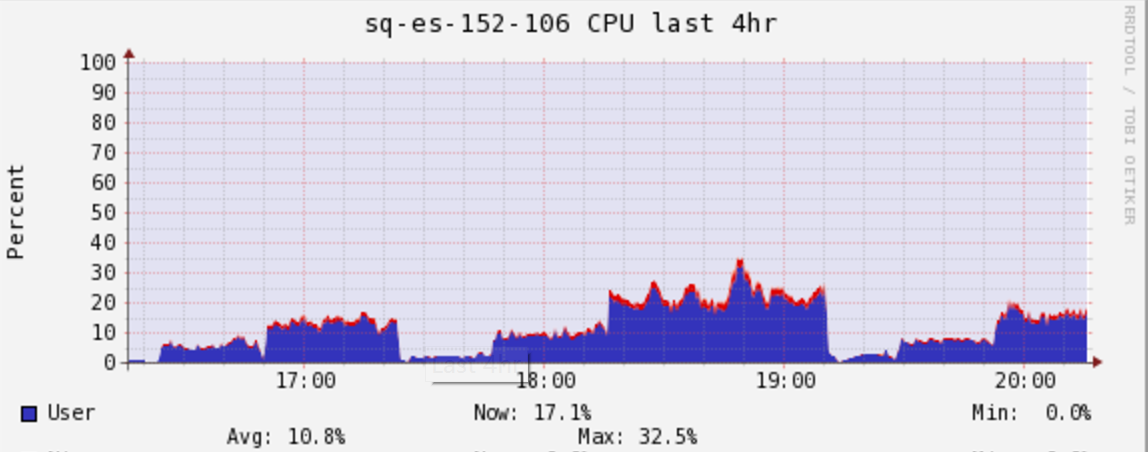 sq-es-152-106 CPU last 4hr
RRDTOOL / TOBI OETIKER
Percent
100
90
80
70
60
50
40
30
20
10
0
Last 4H
17:00 18:00 19:00 20:00
User Now: 17.1% Min: 0.0%
Avg: 10.8% Max: 32.5%